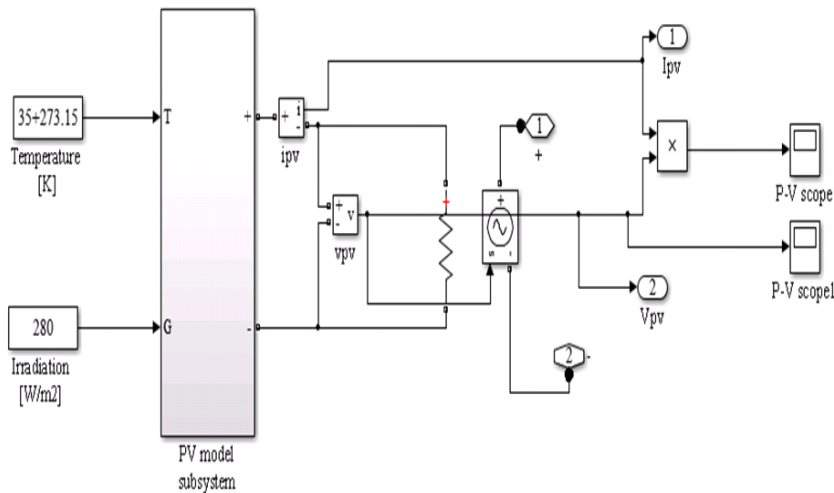 1
Ipv
35+273.15
Temperature
[K]
T
+
+
i
-
ipv
1
+
×
P-V scope
+
-
v
vpv
+
+
s
-
P-V scope1
2
Vpv
280
Irradiation
[W/m2]
G
-
2
-
PV model
subsystem